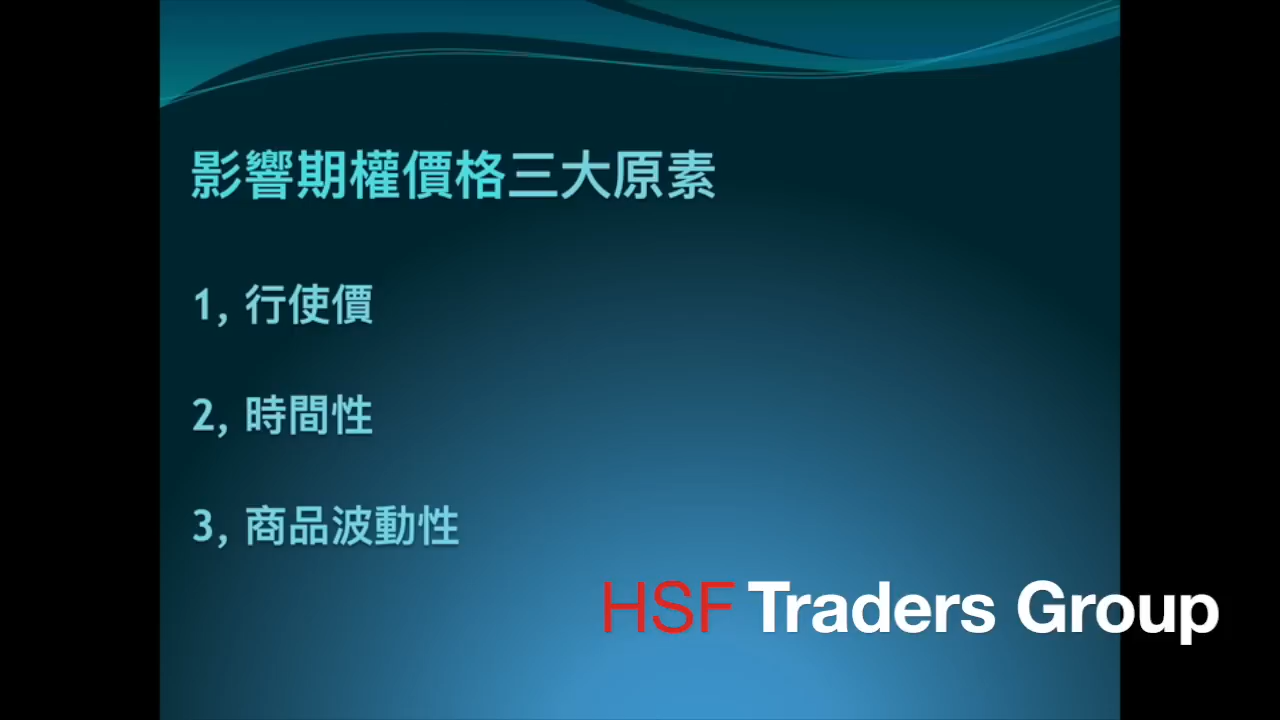 影響期權價格三大原素
1, 行使價
2, 時間性
3, 商品波動性
HSF Traders Group